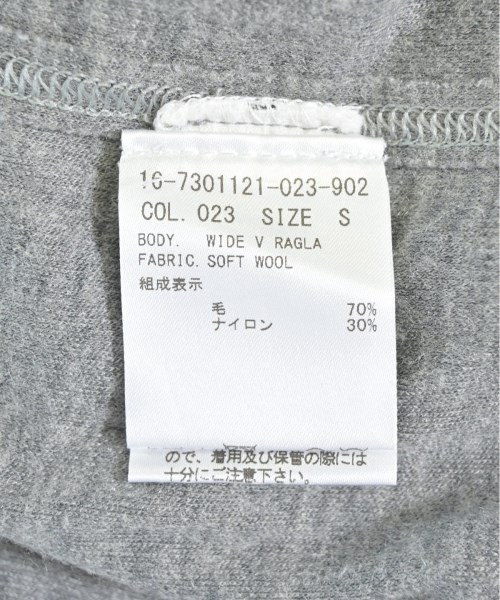 16-7301121-023-902
COL. 023 SIZE S
BODY. WIDE V RAGLA
FABRIC. SOFT WOOL
組成表示
毛 70%
ナイロン 30%
ので、着用及び保管の際には
十分にご注意下さい。